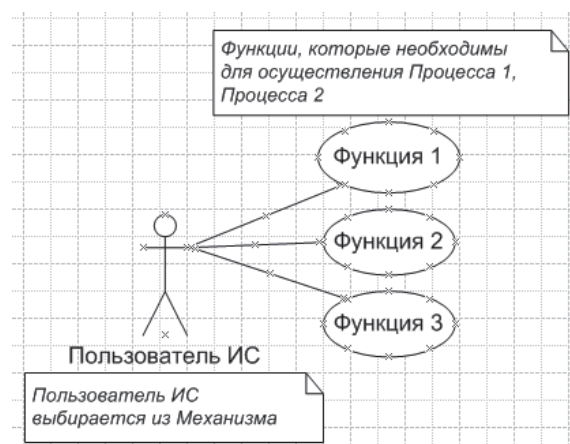 Функции, которые необходимы
для осуществления Процесса 1,
Процесса 2
Функция 1
Функция 2
Функция 3
Пользователь ИС
Пользователь ИС
выбирается из Механизма